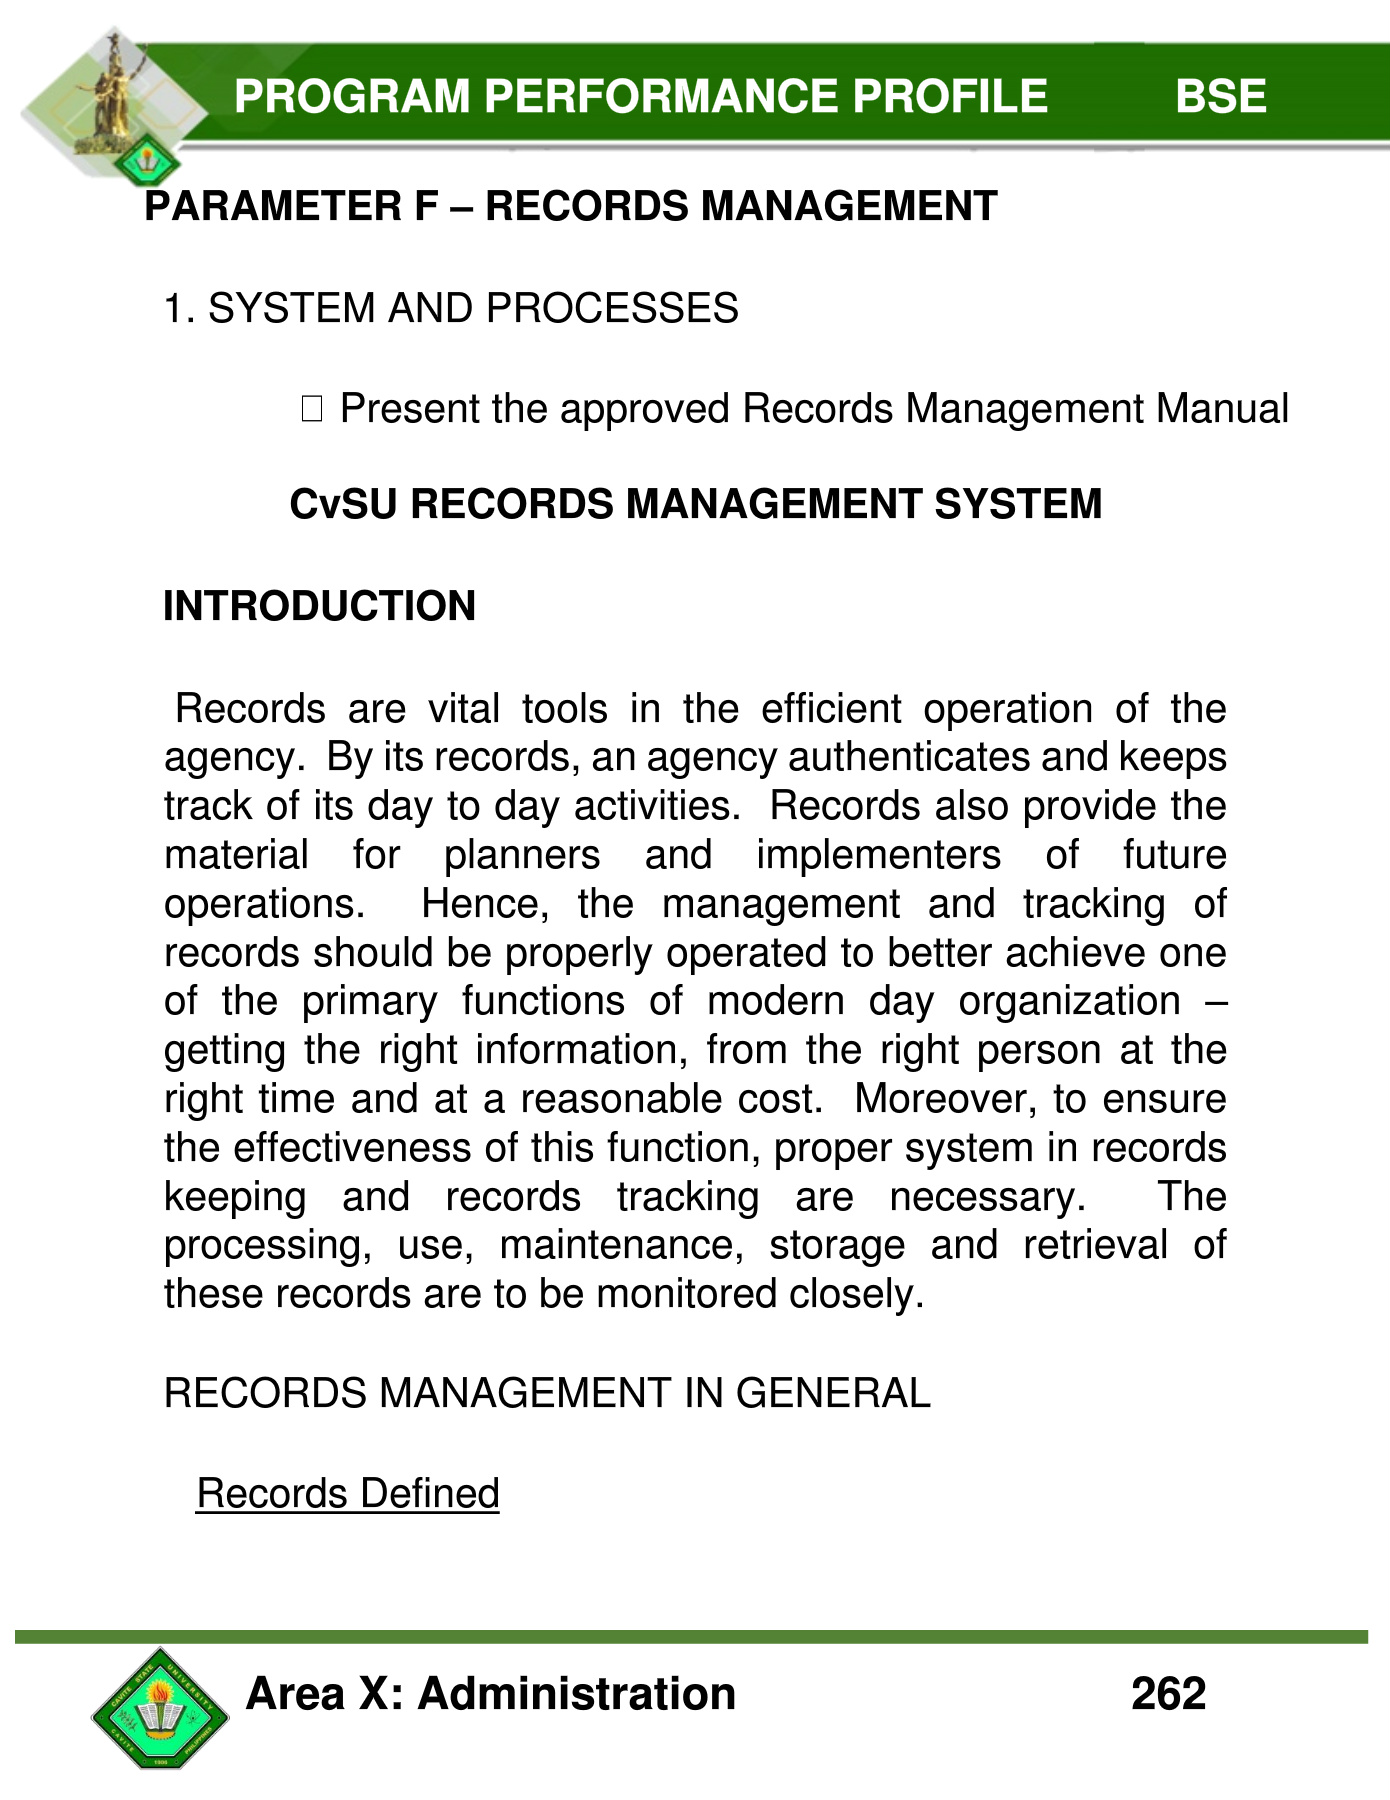 PROGRAM PERFORMANCE PROFILE BSE
PARAMETER F – RECORDS MANAGEMENT
1. SYSTEM AND PROCESSES
Present the approved Records Management Manual
CvSU RECORDS MANAGEMENT SYSTEM
INTRODUCTION
Records are vital tools in the efficient operation of the
agency. By its records, an agency authenticates and keeps
track of its day to day activities. Records also provide the
material for planners and implementers of future
operations. Hence, the management and tracking of
records should be properly operated to better achieve one
of the primary functions of modern day organization –
getting the right information, from the right person at the
right time and at a reasonable cost. Moreover, to ensure
the effectiveness of this function, proper system in records
keeping and records tracking are necessary. The
processing, use, maintenance, storage and retrieval of
these records are to be monitored closely.
RECORDS MANAGEMENT IN GENERAL
Records Defined
CAVITE STATE UNIVERSITY
CAVITE 1906 PHILIPPINES
Area X: Administration 262